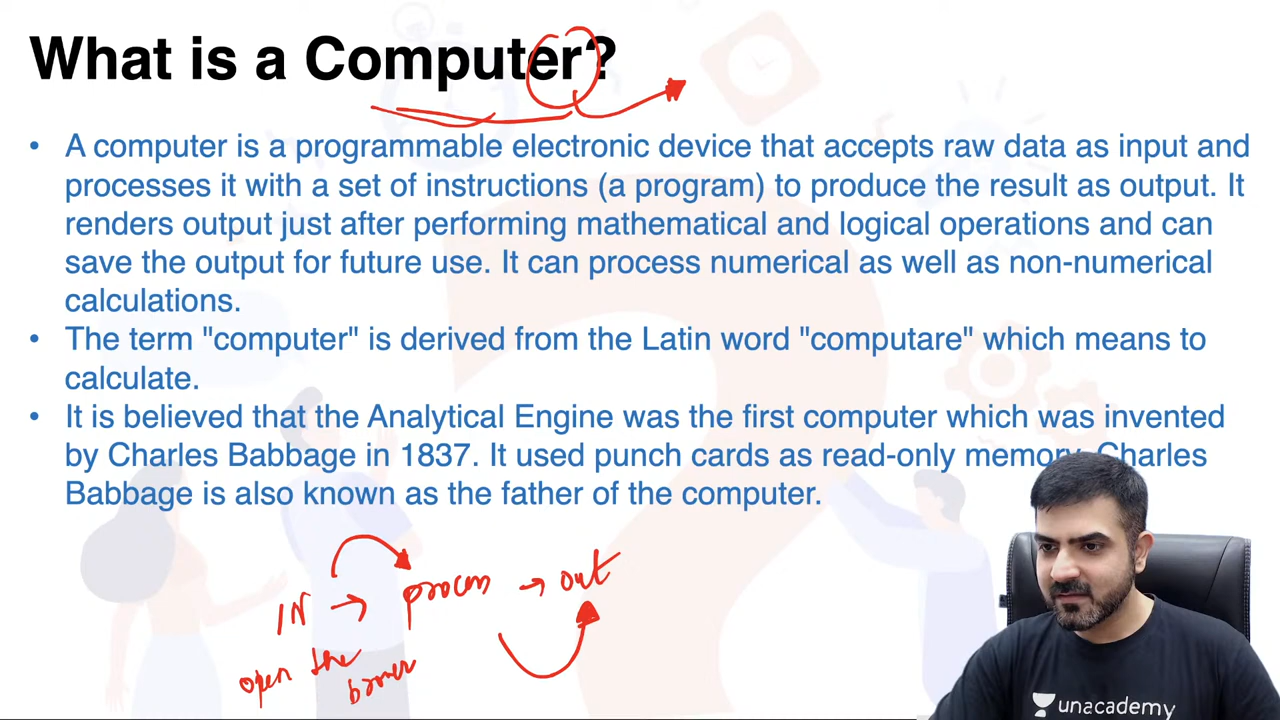 What is a Computer?
• A computer is a programmable electronic device that accepts raw data as input and
processes it with a set of instructions (a program) to produce the result as output. It
renders output just after performing mathematical and logical operations and can
save the output for future use. It can process numerical as well as non-numerical
calculations.
• The term "computer" is derived from the Latin word "computare" which means to
calculate.
• It is believed that the Analytical Engine was the first computer which was invented
by Charles Babbage in 1837. It used punch cards as read-only memory. Charles
Babbage is also known as the father of the computer.
IN → process → out
open the
unacademy